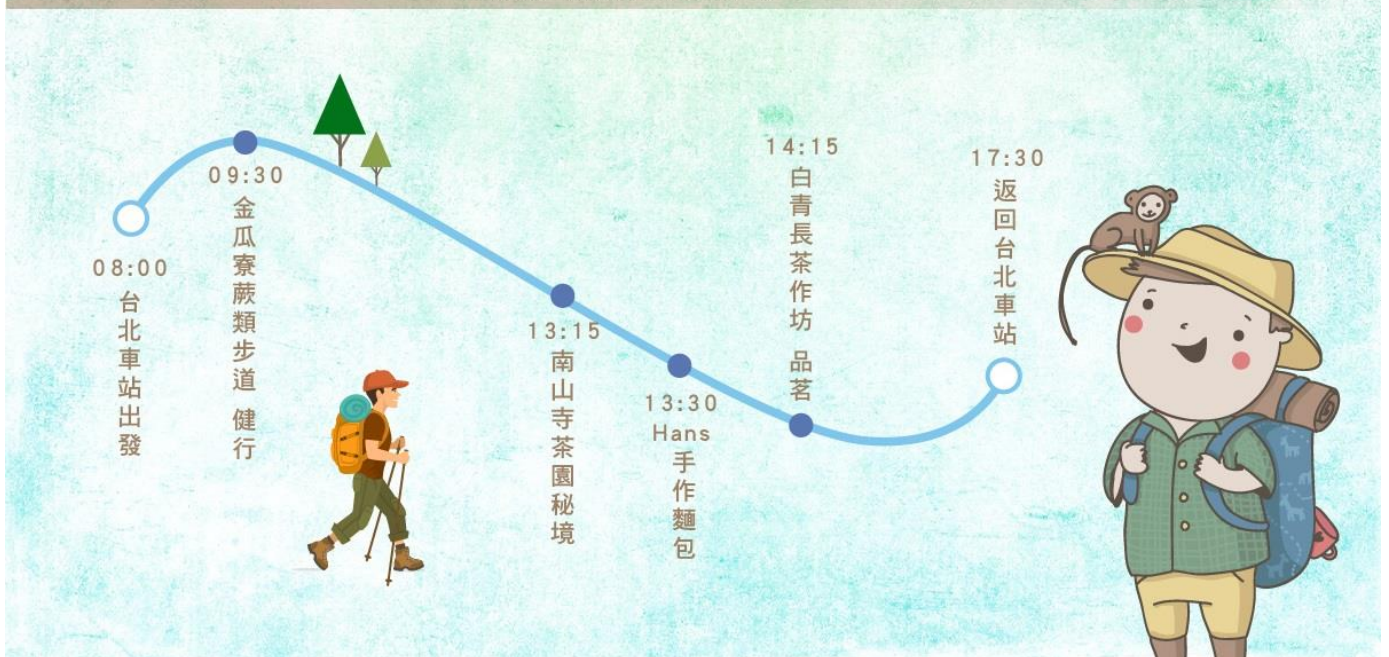 08:00
台北車站出發
09:30
金瓜寮蕨類步道 健行
13:15
南山寺茶園秘境
13:30
Hans
手作麵包
14:15
白青長茶作坊 品茗
17:30
返回台北車站